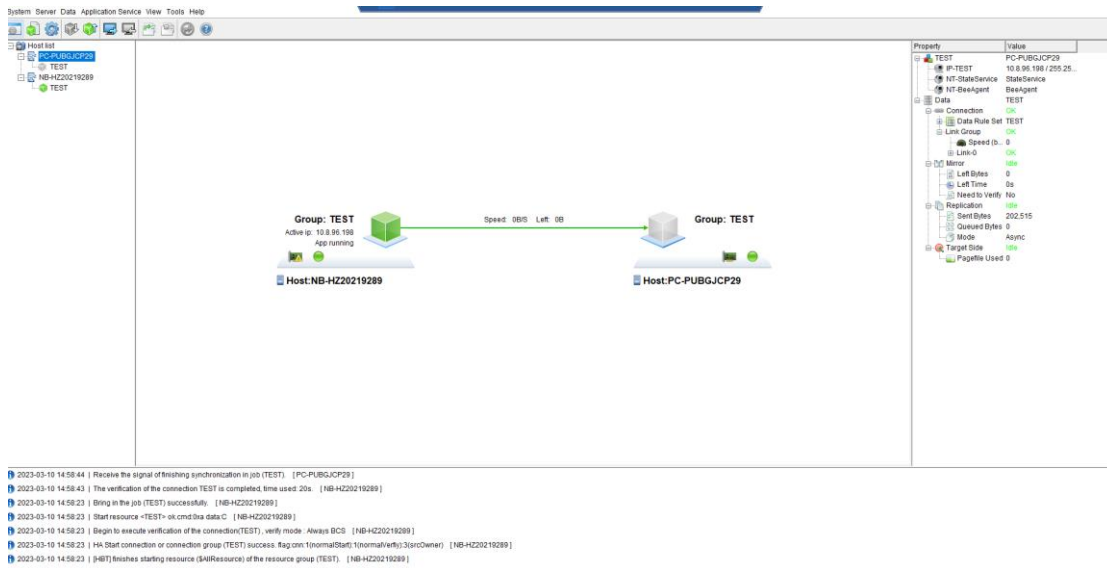 System Server Data Application Service View Tools Help
Host list
PC-PUBGJCP29
TEST
NB-HZ20219289
TEST
Group: TEST
Active ip: 10.8.96.198
App running
Host:NB-HZ20219289
Speed: 0B/S Left: 0B
Group: TEST
Host:PC-PUBGJCP29
Property Value
TEST PC-PUBGJCP29
IP-TEST 10.8.96.198 / 255.25...
NT-StateService StateService
NT-BeeAgent BeeAgent
Data TEST
Connection OK
Data Rule Set TEST
Link Group OK
Speed (b... 0
Link-0 OK
Mirror Idle
Left Bytes 0
Left Time 0s
Need to Verify No
Replication Idle
Sent Bytes 202,515
Queued Bytes 0
Mode Async
Target Side Idle
Pagefile Used 0
2023-03-10 14:58:44 | Receive the signal of finishing synchronization in job (TEST). [PC-PUBGJCP29]
2023-03-10 14:58:43 | The verification of the connection TEST is completed, time used: 20s. [NB-HZ20219289]
2023-03-10 14:58:23 | Bring in the job (TEST) successfully. [NB-HZ20219289]
2023-03-10 14:58:23 | Start resource <TEST> ok.cmd:0xa data:C [NB-HZ20219289]
2023-03-10 14:58:23 | Begin to execute verification of the connection(TEST) , verify mode : Always BCS [NB-HZ20219289]
2023-03-10 14:58:23 | HA Start connection or connection group (TEST) success. flag:cnn:1(normalStart):1(normalVerfiy):3(srcOwner) [NB-HZ20219289]
2023-03-10 14:58:23 | [HBT] finishes starting resource ($AllResource) of the resource group (TEST). [NB-HZ20219289]